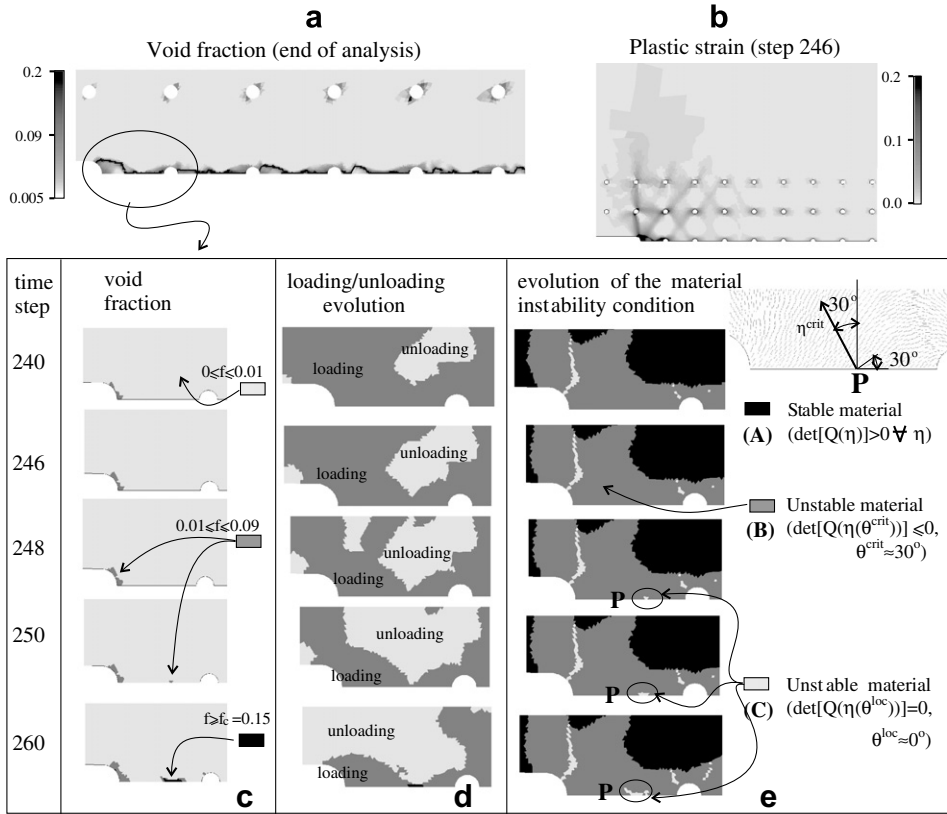 a
b
Void fraction (end of analysis)
Plastic strain (step 246)
0.2
0.09
0.005
0.2
0.1
0.0
time
step
void
fraction
loading/unloading
evolution
evolution of the material
instability condition
30°
η^crit
30°
P
240
0≤f≤0.01
loading
unloading
Stable material
(A) (det[Q(η)]>0 ∀ η)
246
loading
unloading
Unstable material
(B) (det[Q(η(θ^crit))] ≤0,
θ^crit≈30°)
248
0.01≤f≤0.09
loading
unloading
P
250
loading
unloading
P
Unstable material
(C) (det[Q(η(θ^loc))]=0,
θ^loc≈0°)
260
f≥f_c=0.15
unloading
loading
P
c
d
e